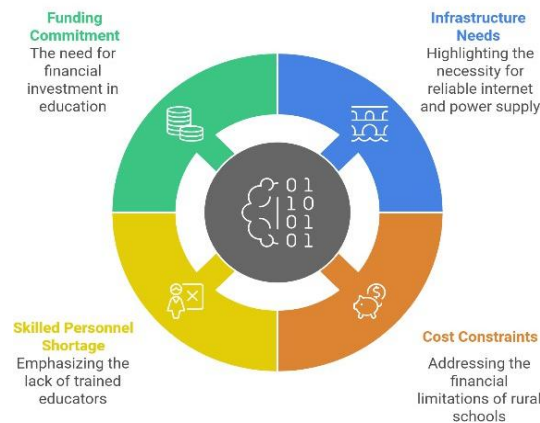 Funding
Commitment
The need for
financial
investment in
education
Infrastructure
Needs
Highlighting the
necessity for
reliable internet
and power supply
01
10
01
01
Skilled Personnel
Shortage
Emphasizing the
lack of trained
educators
Cost Constraints
Addressing the
financial
limitations of rural
schools